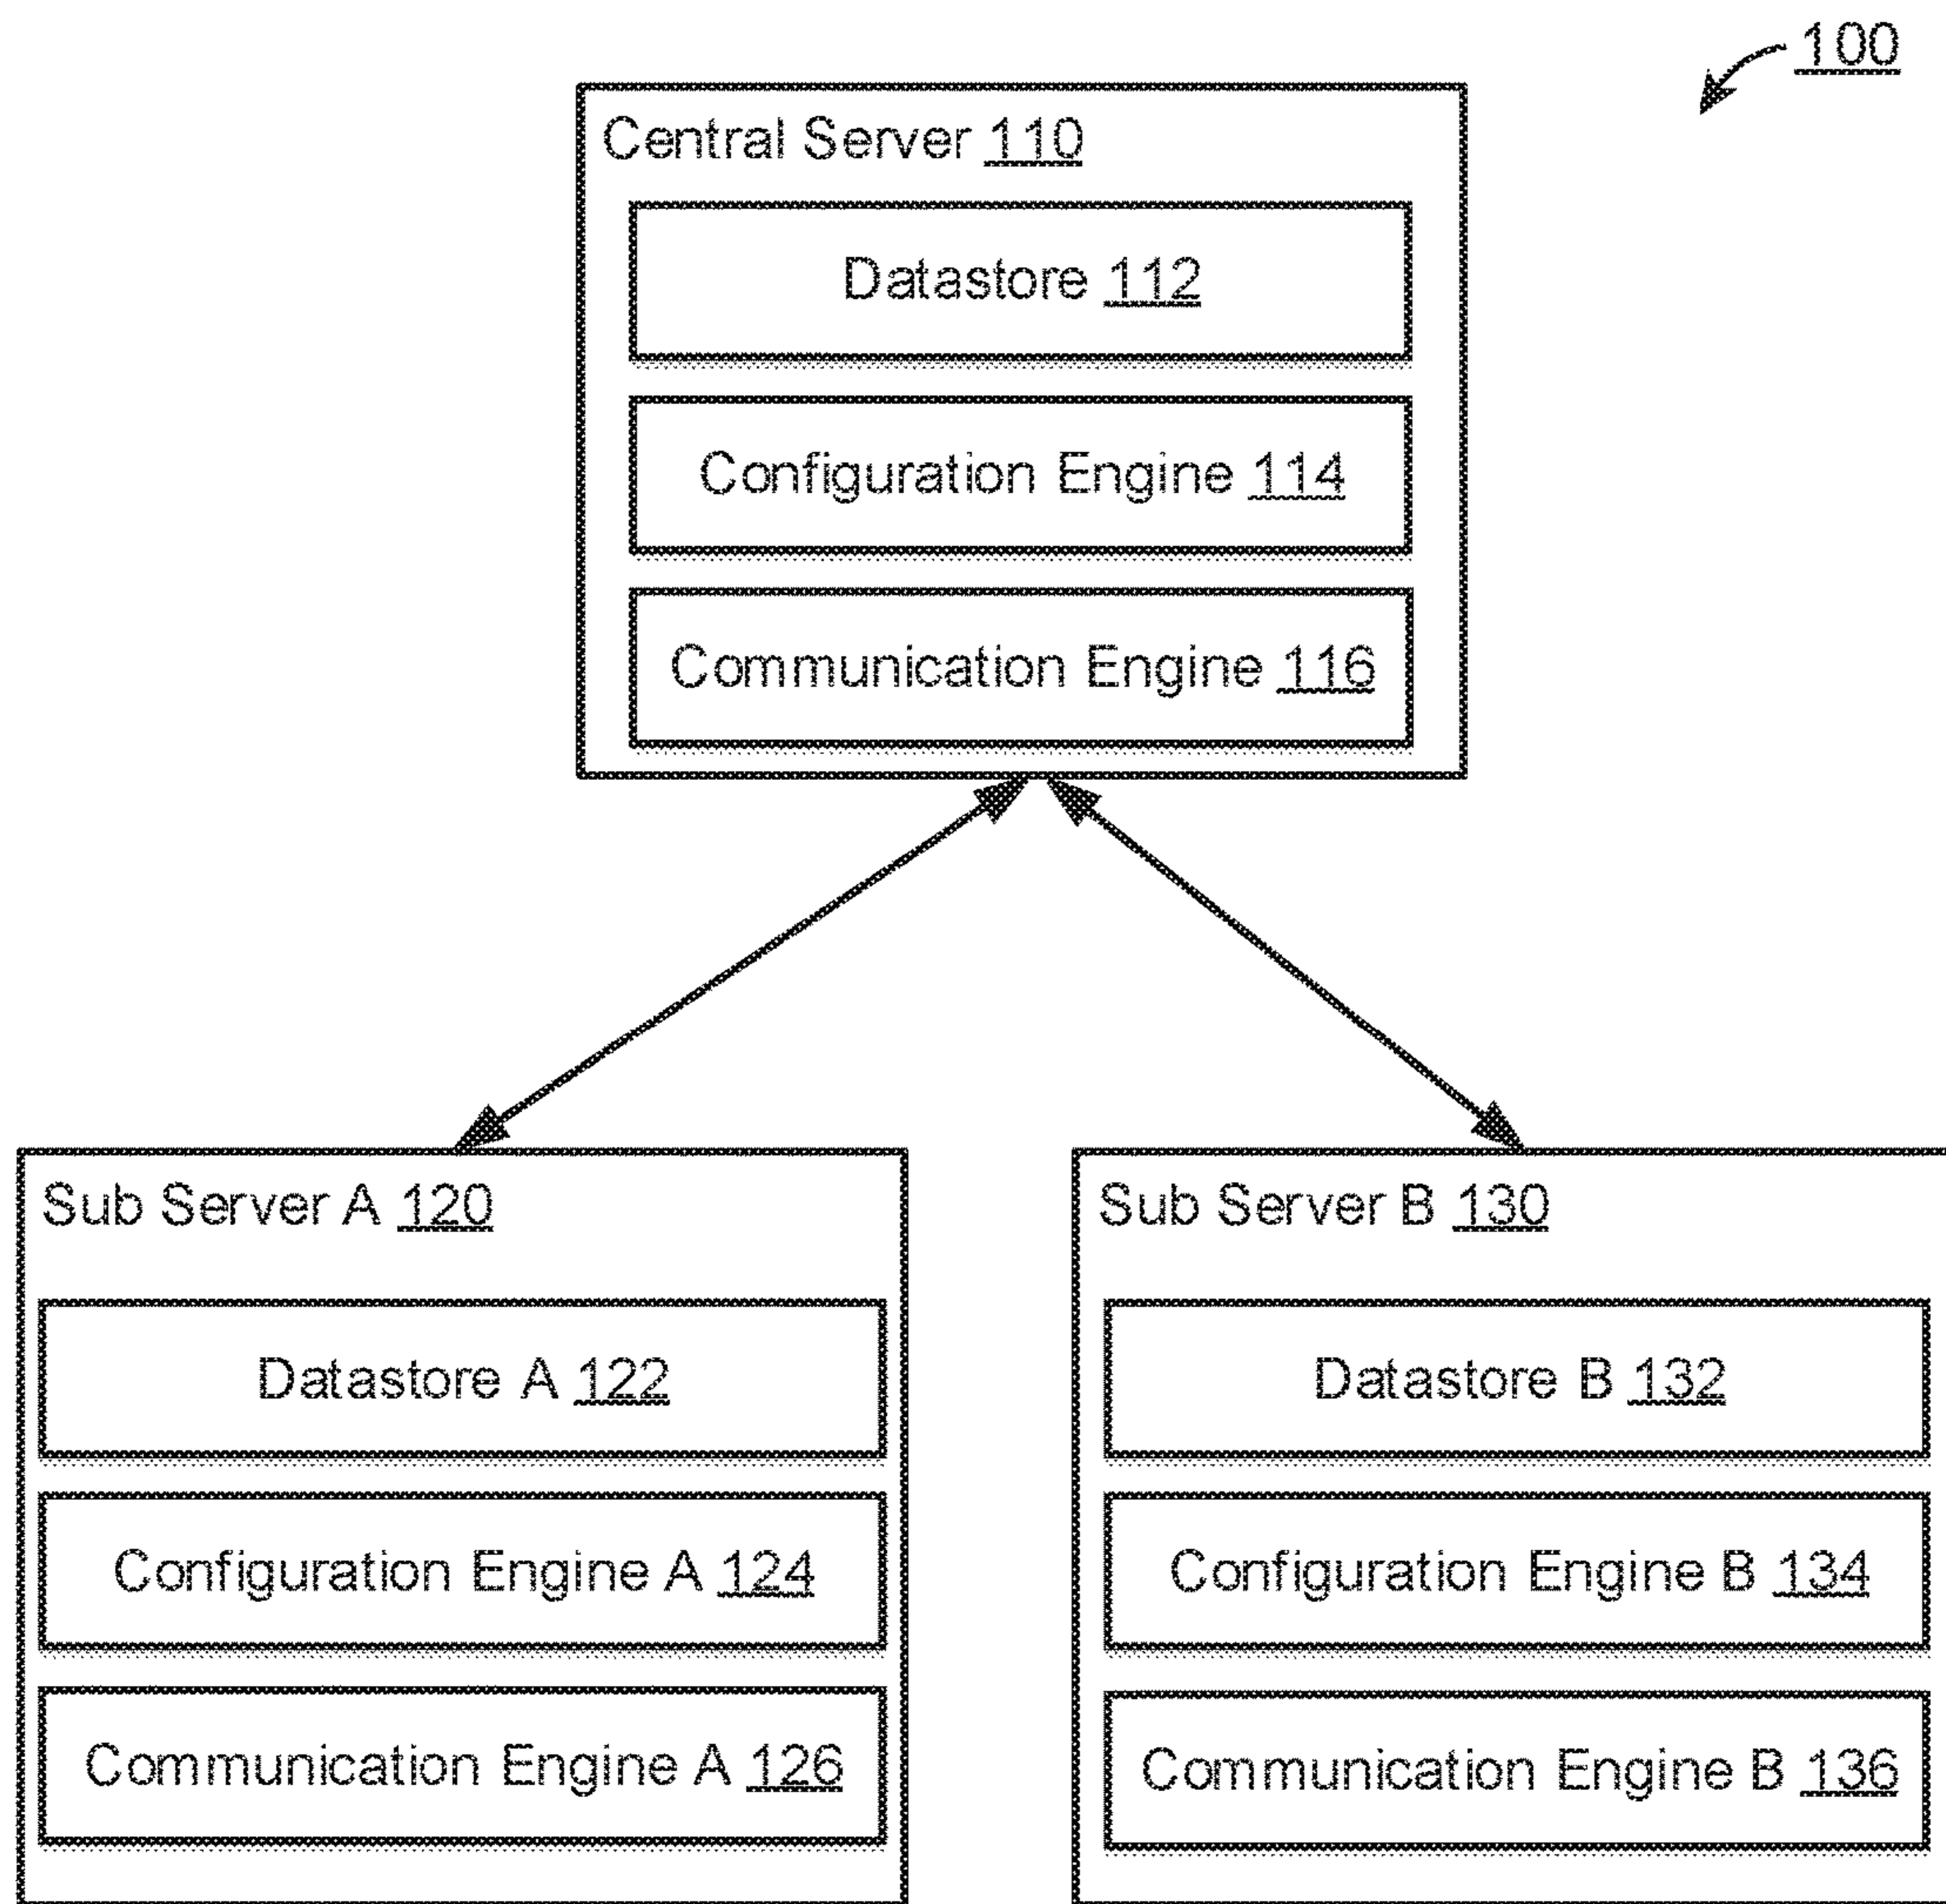 100
Central Server 110
Datastore 112
Configuration Engine 114
Communication Engine 116
Sub Server A 120
Datastore A 122
Configuration Engine A 124
Communication Engine A 126
Sub Server B 130
Datastore B 132
Configuration Engine B 134
Communication Engine B 136